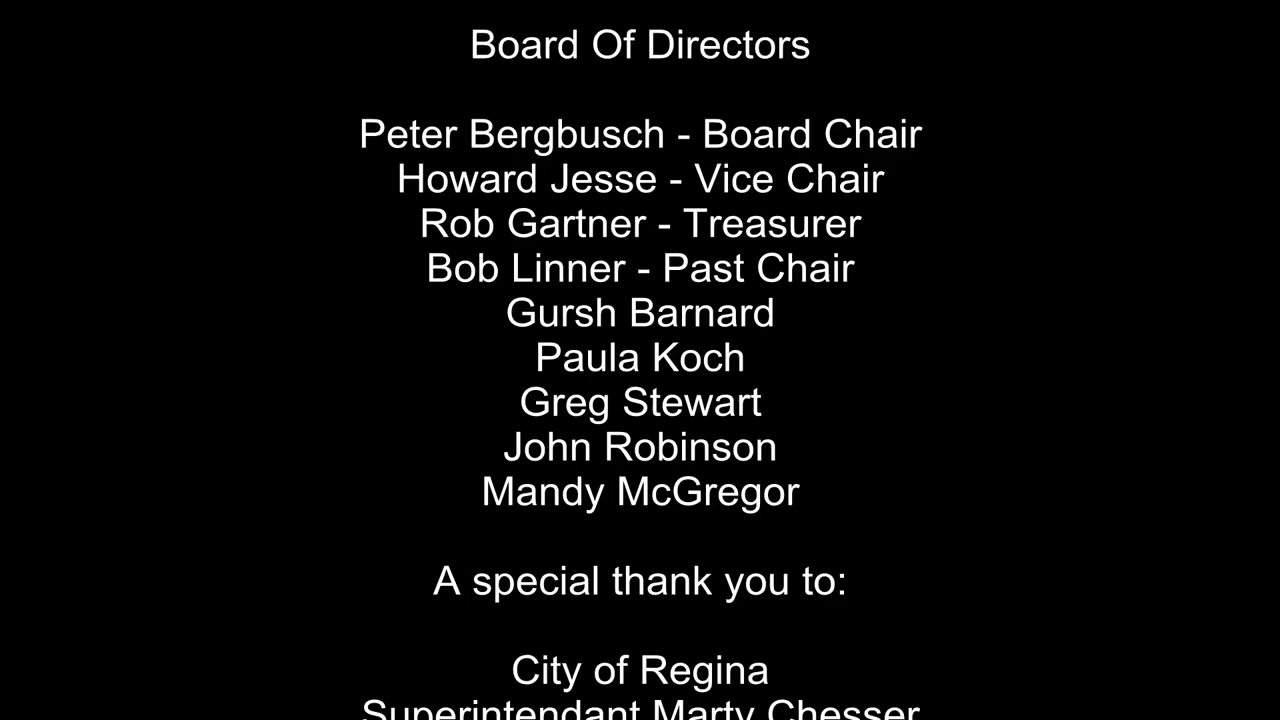 Board Of Directors
Peter Bergbusch - Board Chair
Howard Jesse - Vice Chair
Rob Gartner - Treasurer
Bob Linner - Past Chair
Gursh Barnard
Paula Koch
Greg Stewart
John Robinson
Mandy McGregor
A special thank you to:
City of Regina
Superintendant Marty Chesser